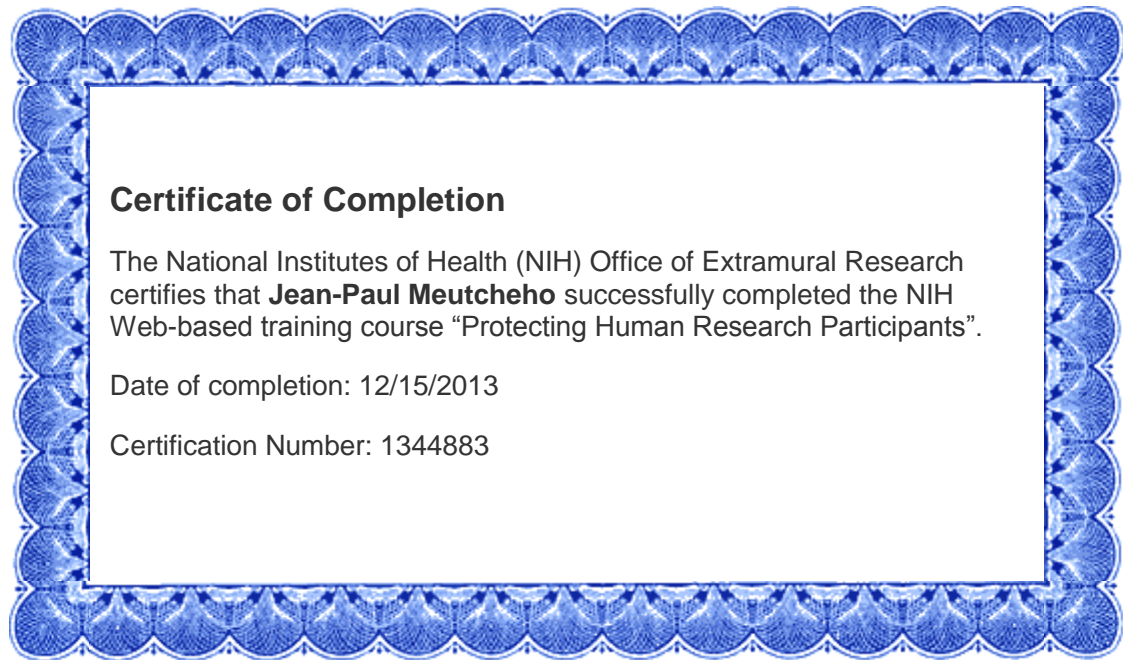 Certificate of Completion
The National Institutes of Health (NIH) Office of Extramural Research
certifies that Jean-Paul Meutcheho successfully completed the NIH
Web-based training course “Protecting Human Research Participants”.
Date of completion: 12/15/2013
Certification Number: 1344883